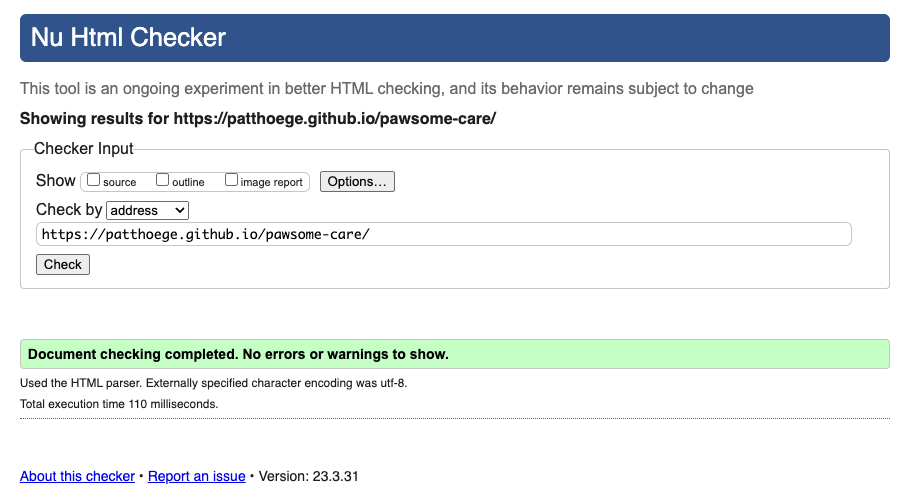 Nu Html Checker
This tool is an ongoing experiment in better HTML checking, and its behavior remains subject to change
Showing results for https://patthoege.github.io/pawsome-care/
Checker Input
Show source outline image report Options...
Check by address
https://patthoege.github.io/pawsome-care/
Check
Document checking completed. No errors or warnings to show.
Used the HTML parser. Externally specified character encoding was utf-8.
Total execution time 110 milliseconds.
About this checker • Report an issue • Version: 23.3.31